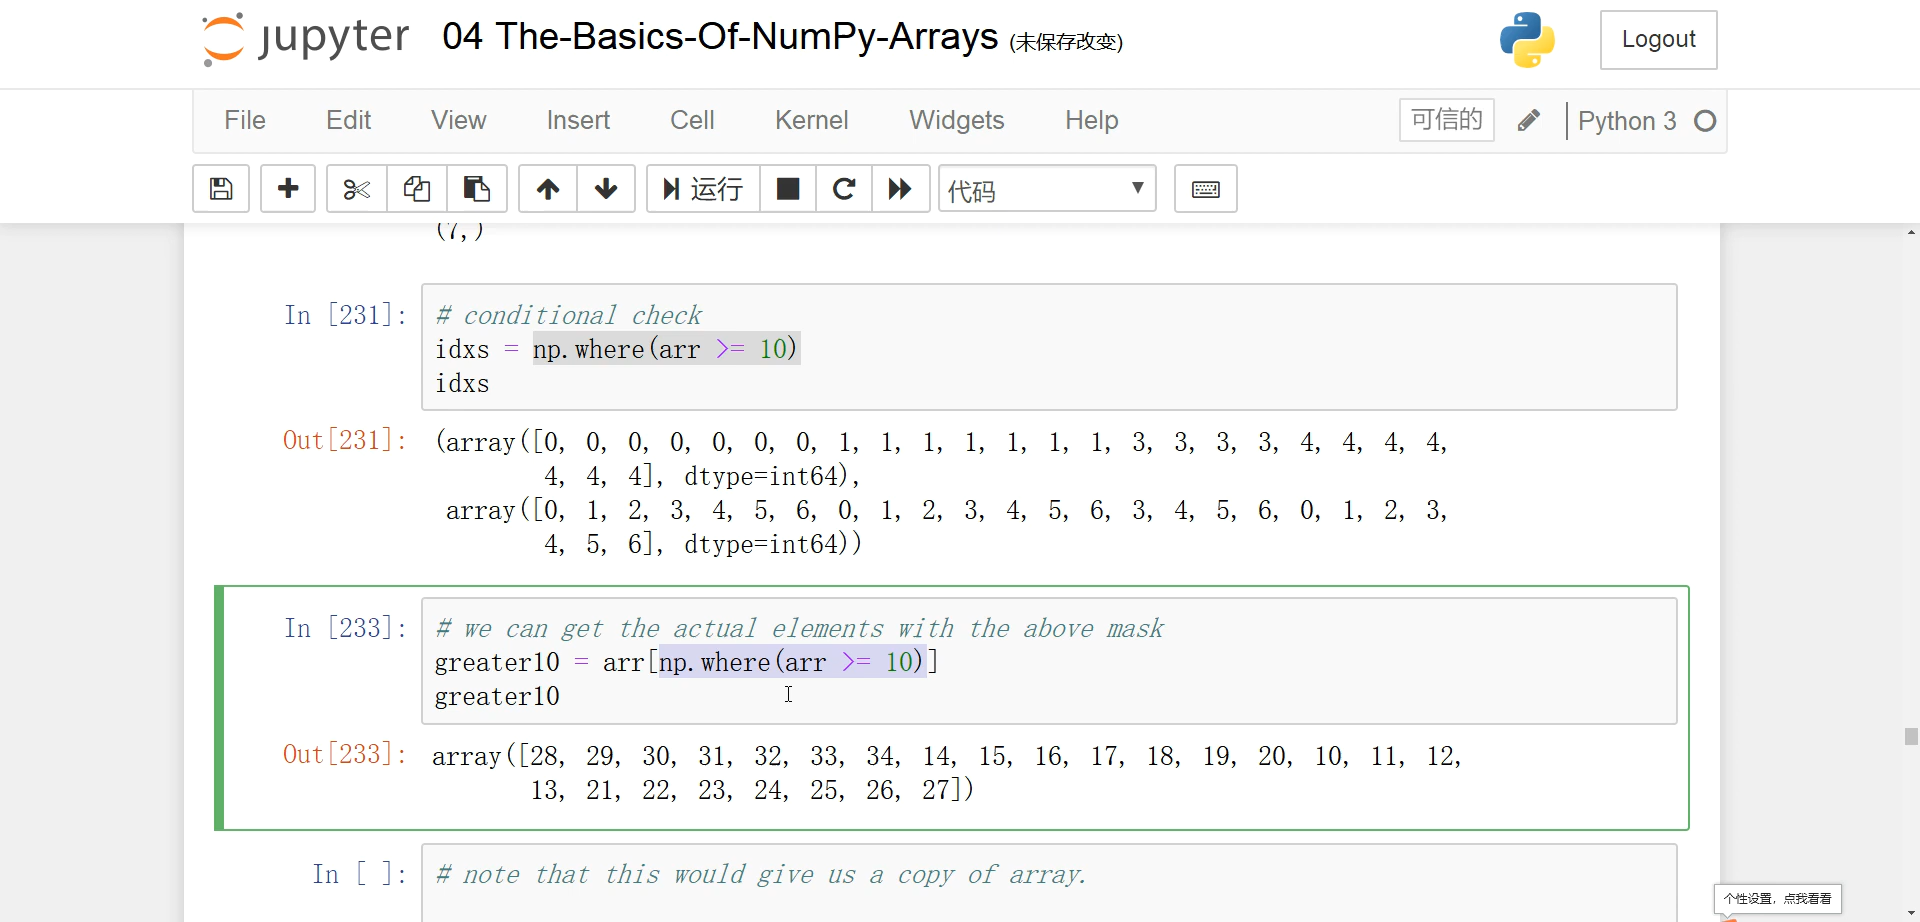 jupyter 04 The-Basics-Of-NumPy-Arrays (未保存改变) Logout
File Edit View Insert Cell Kernel Widgets Help 可信的 Python 3
运行 代码
(7,)
In [231]: # conditional check
idxs = np.where(arr >= 10)
idxs
Out[231]: (array([0, 0, 0, 0, 0, 0, 0, 1, 1, 1, 1, 1, 1, 1, 3, 3, 3, 3, 4, 4, 4, 4,
4, 4, 4], dtype=int64),
array([0, 1, 2, 3, 4, 5, 6, 0, 1, 2, 3, 4, 5, 6, 3, 4, 5, 6, 0, 1, 2, 3,
4, 5, 6], dtype=int64))
In [233]: # we can get the actual elements with the above mask
greater10 = arr[np.where(arr >= 10)]
greater10
Out[233]: array([28, 29, 30, 31, 32, 33, 34, 14, 15, 16, 17, 18, 19, 20, 10, 11, 12,
13, 21, 22, 23, 24, 25, 26, 27])
In [ ]: # note that this would give us a copy of array.
个性设置，点我看看